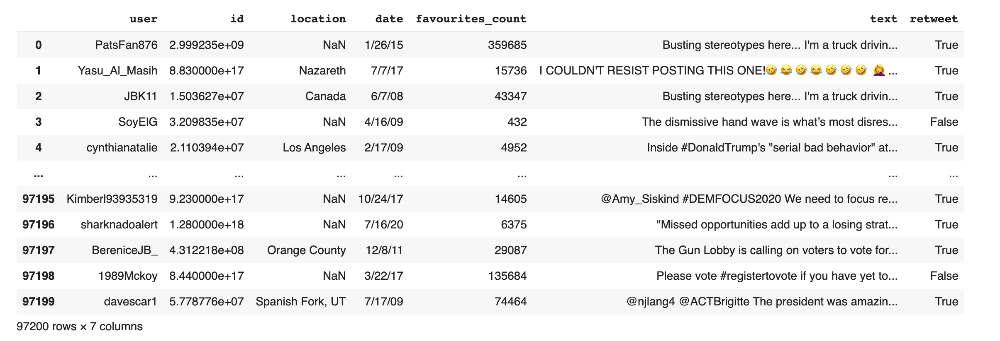 user id location date favourites_count text retweet
0 PatsFan876 2.999235e+09 NaN 1/26/15 359685 Busting stereotypes here... I'm a truck drivin... True
1 Yasu_Al_Masih 8.830000e+17 Nazareth 7/7/17 15736 I COULDN'T RESIST POSTING THIS ONE!🤣😂🤣😂🤣🤣🤣 🤦‍♀️ ... True
2 JBK11 1.503627e+07 Canada 6/7/08 43347 Busting stereotypes here... I'm a truck drivin... True
3 SoyElG 3.209835e+07 NaN 4/16/09 432 The dismissive hand wave is what’s most disres... False
4 cynthianatalie 2.110394e+07 Los Angeles 2/17/09 4952 Inside #DonaldTrump's "serial bad behavior" at... True
... ... ... ... ... ... ... ...
97195 Kimberl93935319 9.230000e+17 NaN 10/24/17 14605 @Amy_Siskind #DEMFOCUS2020 We need to focus re... True
97196 sharknadoalert 1.280000e+18 NaN 7/16/20 6375 "Missed opportunities add up to a losing strat... True
97197 BereniceJB_ 4.312218e+08 Orange County 12/8/11 29087 The Gun Lobby is calling on voters to vote for... True
97198 1989Mckoy 8.440000e+17 NaN 3/22/17 135684 Please vote #registertovote if you have yet to... False
97199 davescar1 5.778776e+07 Spanish Fork, UT 7/17/09 74464 @njlang4 @ACTBrigitte The president was amazin... True
97200 rows × 7 columns